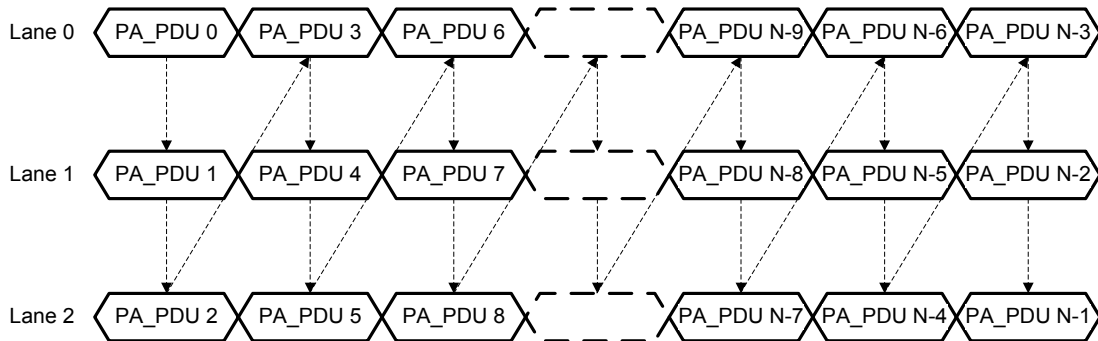 Lane 0 PA_PDU 0 PA_PDU 3 PA_PDU 6 PA_PDU N-9 PA_PDU N-6 PA_PDU N-3
Lane 1 PA_PDU 1 PA_PDU 4 PA_PDU 7 PA_PDU N-8 PA_PDU N-5 PA_PDU N-2
Lane 2 PA_PDU 2 PA_PDU 5 PA_PDU 8 PA_PDU N-7 PA_PDU N-4 PA_PDU N-1